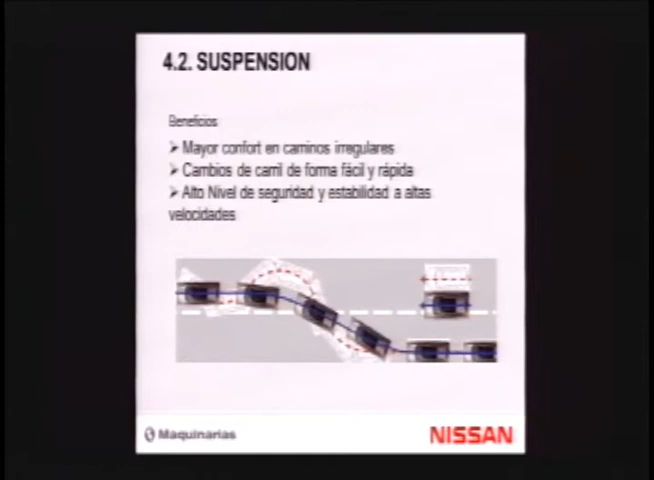 4.2. SUSPENSION
Beneficios
➤ Mayor confort en caminos irregulares
➤ Cambios de carril de forma fácil y rápida
➤ Alto Nivel de seguridad y estabilidad a altas
velocidades
Maquinarias
NISSAN